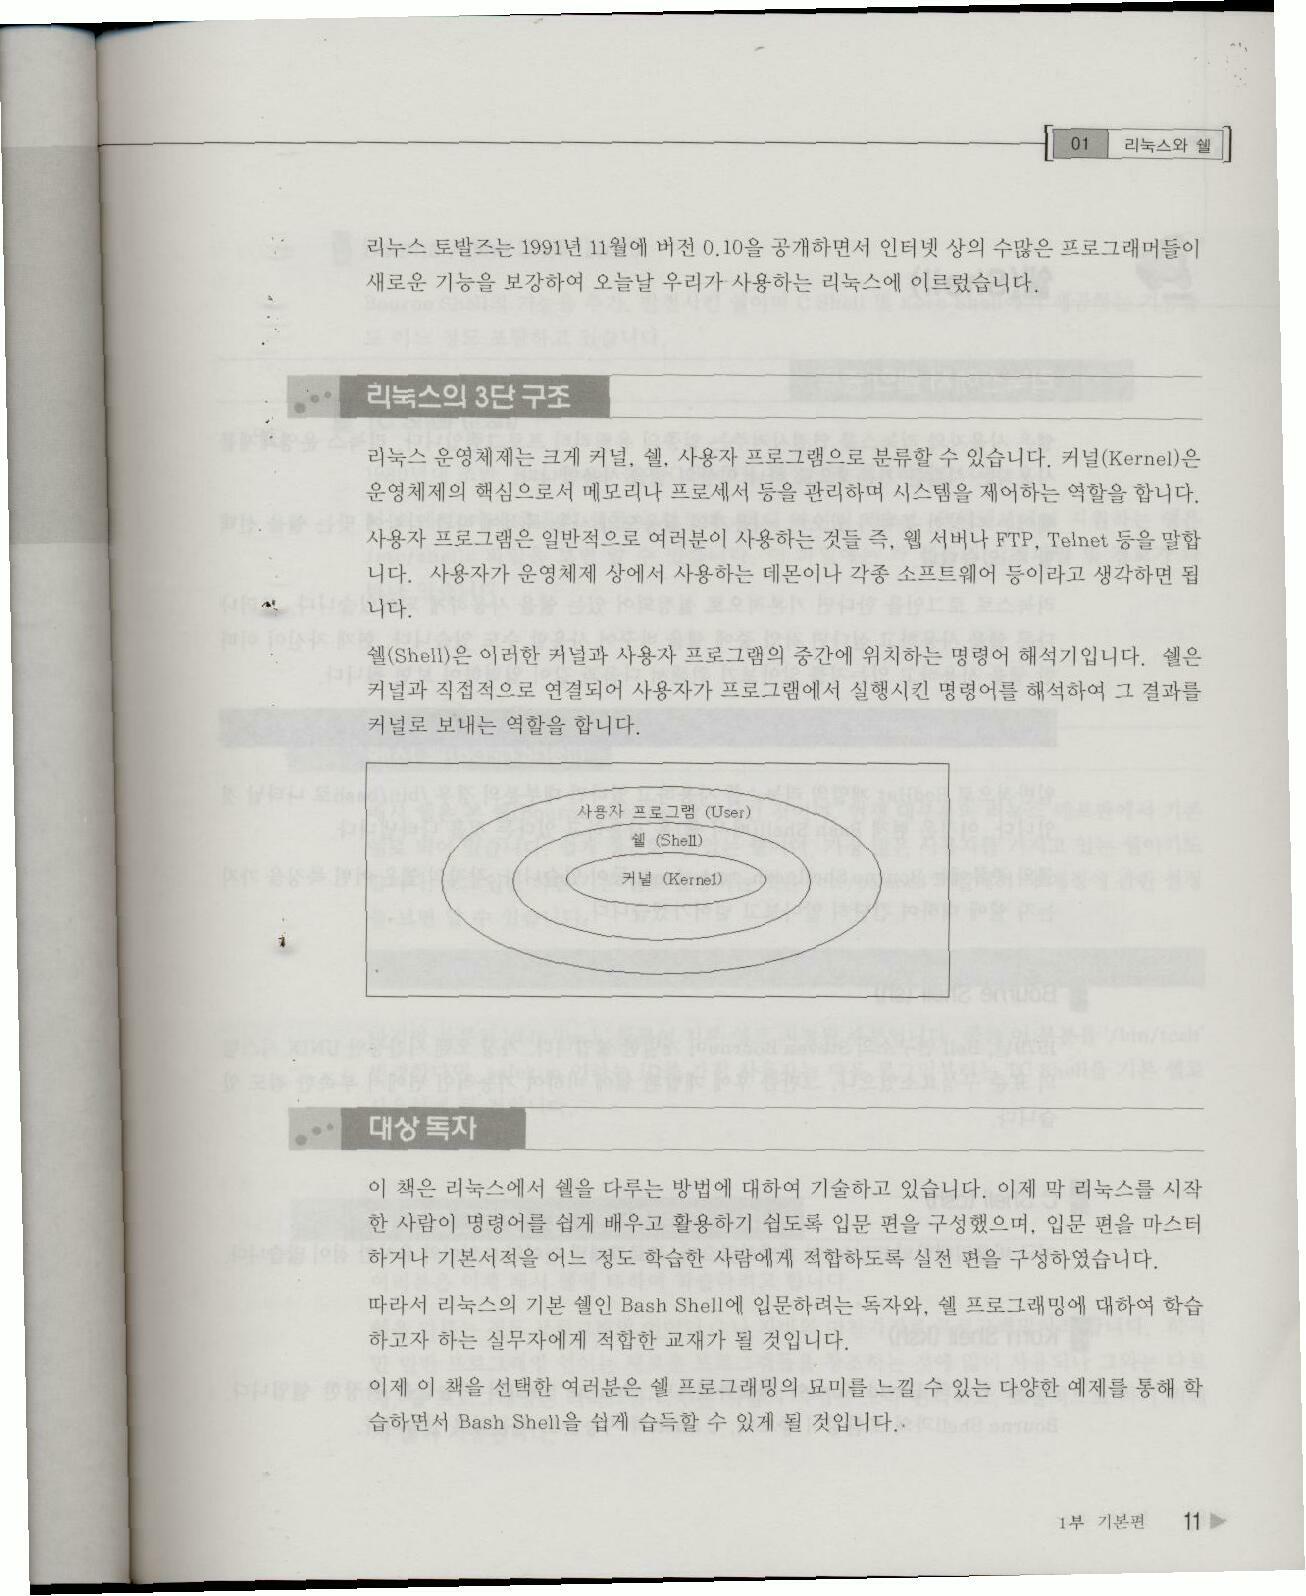 01 리눅스와 쉘
리누스 토발즈는 1991년 11월에 버전 0.10을 공개하면서 인터넷 상의 수많은 프로그래머들이
새로운 기능을 보강하여 오늘날 우리가 사용하는 리눅스에 이르렀습니다.
리눅스의 3단 구조
리눅스 운영체제는 크게 커널, 쉘, 사용자 프로그램으로 분류할 수 있습니다. 커널(Kernel)은
운영체제의 핵심으로서 메모리나 프로세서 등을 관리하며 시스템을 제어하는 역할을 합니다.
사용자 프로그램은 일반적으로 여러분이 사용하는 것들 즉, 웹 서버나 FTP, Telnet 등을 말합
니다. 사용자가 운영체제 상에서 사용하는 데몬이나 각종 소프트웨어 등이라고 생각하면 됩
니다.
쉘(Shell)은 이러한 커널과 사용자 프로그램의 중간에 위치하는 명령어 해석기입니다. 쉘은
커널과 직접적으로 연결되어 사용자가 프로그램에서 실행시킨 명령어를 해석하여 그 결과를
커널로 보내는 역할을 합니다.
사용자 프로그램 (User)
쉘 (Shell)
커널 (Kernel)
대상 독자
이 책은 리눅스에서 쉘을 다루는 방법에 대하여 기술하고 있습니다. 이제 막 리눅스를 시작
한 사람이 명령어를 쉽게 배우고 활용하기 쉽도록 입문 편을 구성했으며, 입문 편을 마스터
하거나 기본서적을 어느 정도 학습한 사람에게 적합하도록 실전 편을 구성하였습니다.
따라서 리눅스의 기본 쉘인 Bash Shell에 입문하려는 독자와, 쉘 프로그래밍에 대하여 학습
하고자 하는 실무자에게 적합한 교재가 될 것입니다.
이제 이 책을 선택한 여러분은 쉘 프로그래밍의 묘미를 느낄 수 있는 다양한 예제를 통해 학
습하면서 Bash Shell을 쉽게 습득할 수 있게 될 것입니다.
1부 기본편 11